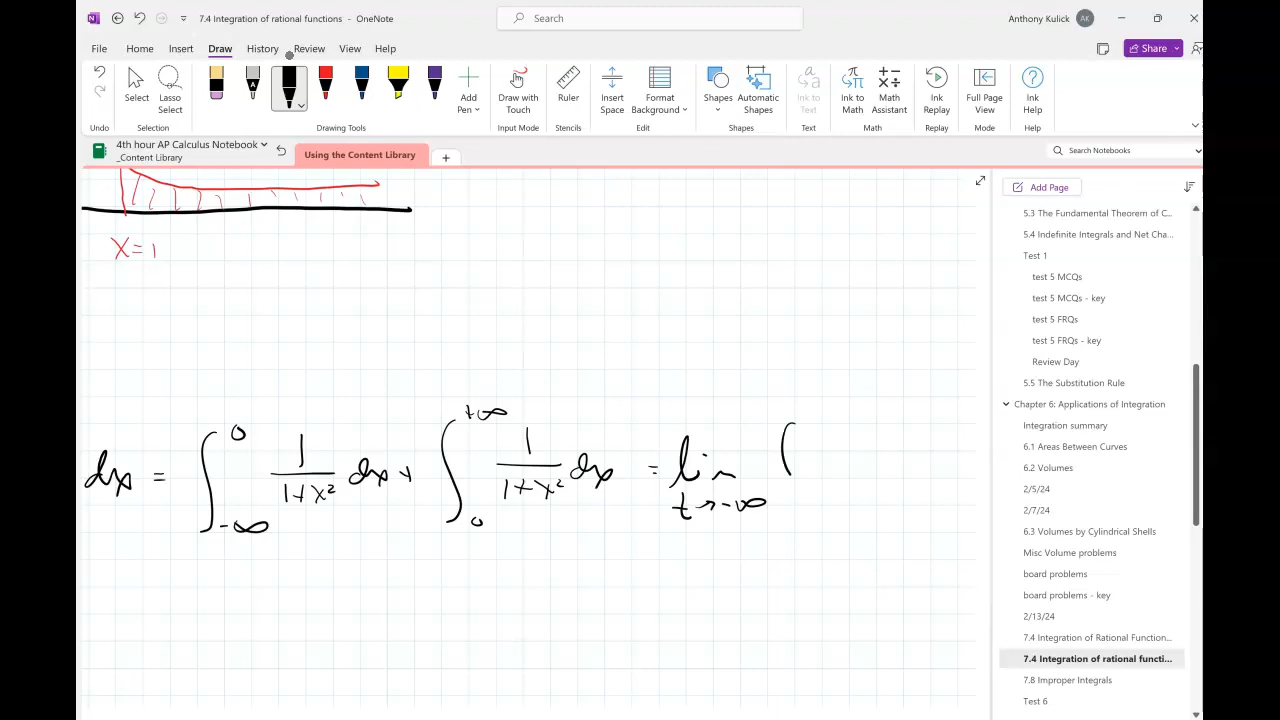 7.4 Integration of rational functions - OneNote
Search
Anthony Kulick
AK
File Home Insert Draw History Review View Help
Share
Undo
Select
Lasso Select
Add Pen
Draw with Touch
Ruler
Insert Space
Format Background
Shapes
Automatic Shapes
Ink to Text
Ink to Math
Math Assistant
Ink Replay
Full Page View
Ink Help
Undo Selection Drawing Tools Input Mode Stencils Edit Shapes Text Math Replay Mode Help
4th hour AP Calculus Notebook
_Content Library
Using the Content Library
+
Search Notebooks
Add Page
5.3 The Fundamental Theorem of C...
5.4 Indefinite Integrals and Net Cha...
Test 1
test 5 MCQs
test 5 MCQs - key
test 5 FRQs
test 5 FRQs - key
Review Day
5.5 The Substitution Rule
Chapter 6: Applications of Integration
Integration summary
6.1 Areas Between Curves
6.2 Volumes
2/5/24
2/7/24
6.3 Volumes by Cylindrical Shells
Misc Volume problems
board problems
board problems - key
2/13/24
7.4 Integration of Rational Function...
7.4 Integration of rational functi...
7.8 Improper Integrals
Test 6
X = 1
dx = ∫_{-∞}^{0} 1/(1+x²) dx + ∫_{0}^{+∞} 1/(1+x²) dx = lim_{t→-∞} (